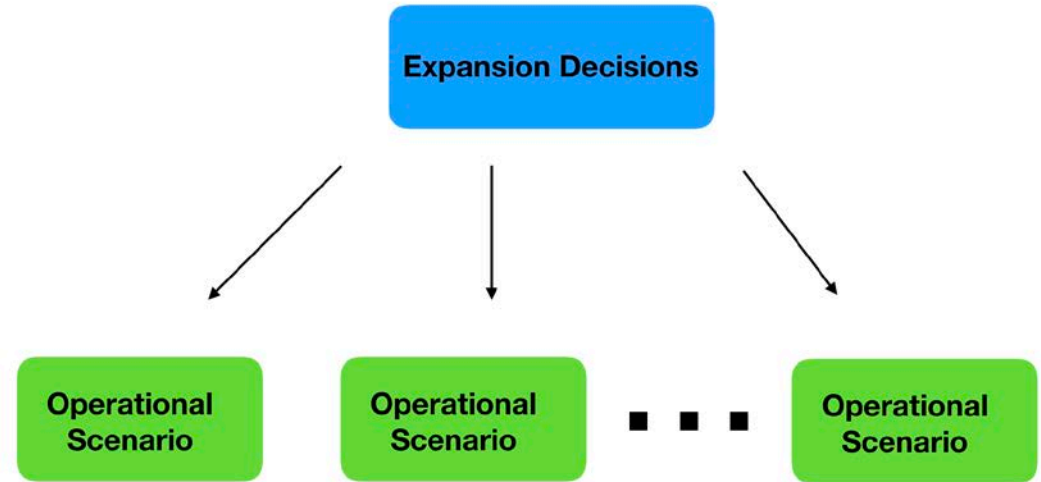 Expansion Decisions
Operational
Scenario
Operational
Scenario
Operational
Scenario